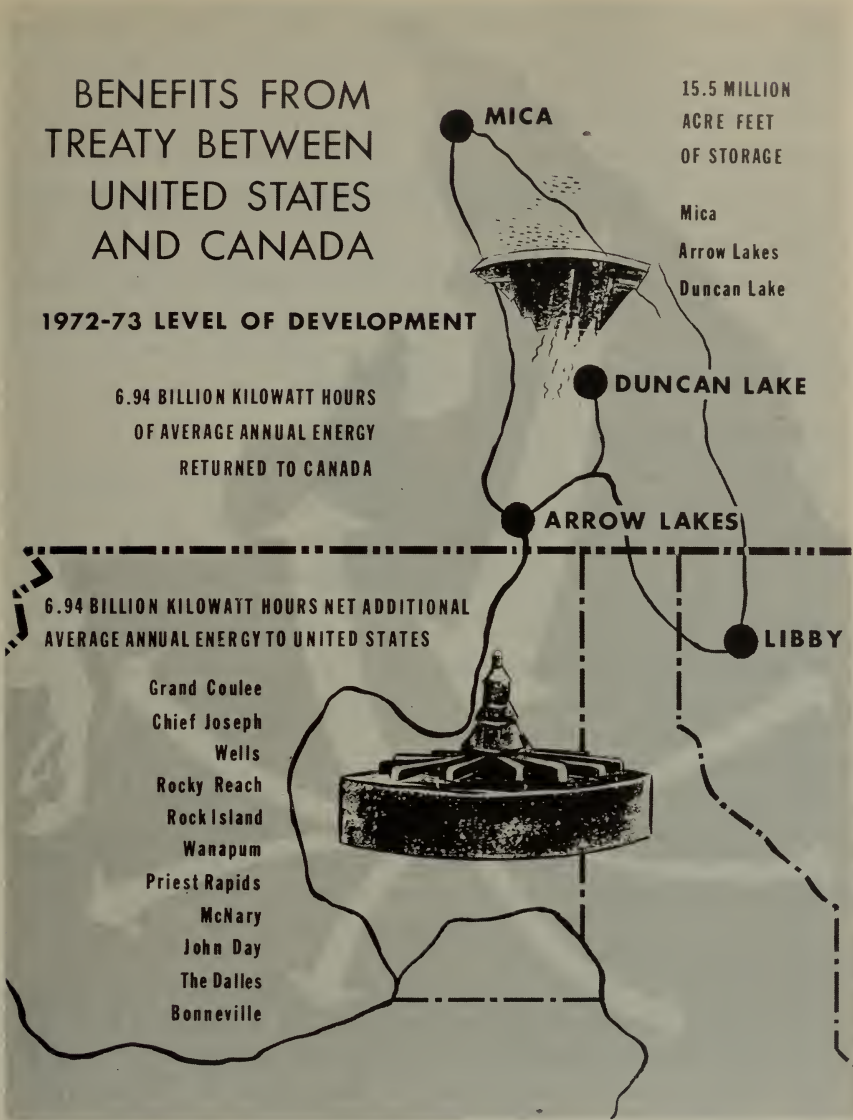 BENEFITS FROM
TREATY BETWEEN
UNITED STATES
AND CANADA
1972-73 LEVEL OF DEVELOPMENT
6.94 BILLION KILOWATT HOURS
OF AVERAGE ANNUAL ENERGY
RETURNED TO CANADA
MICA
15.5 MILLION
ACRE FEET
OF STORAGE
Mica
Arrow Lakes
Duncan Lake
DUNCAN LAKE
ARROW LAKES
LIBBY
6.94 BILLION KILOWATT HOURS NET ADDITIONAL
AVERAGE ANNUAL ENERGY TO UNITED STATES
Grand Coulee
Chief Joseph
Wells
Rocky Reach
Rock Island
Wanapum
Priest Rapids
McNary
John Day
The Dalles
Bonneville